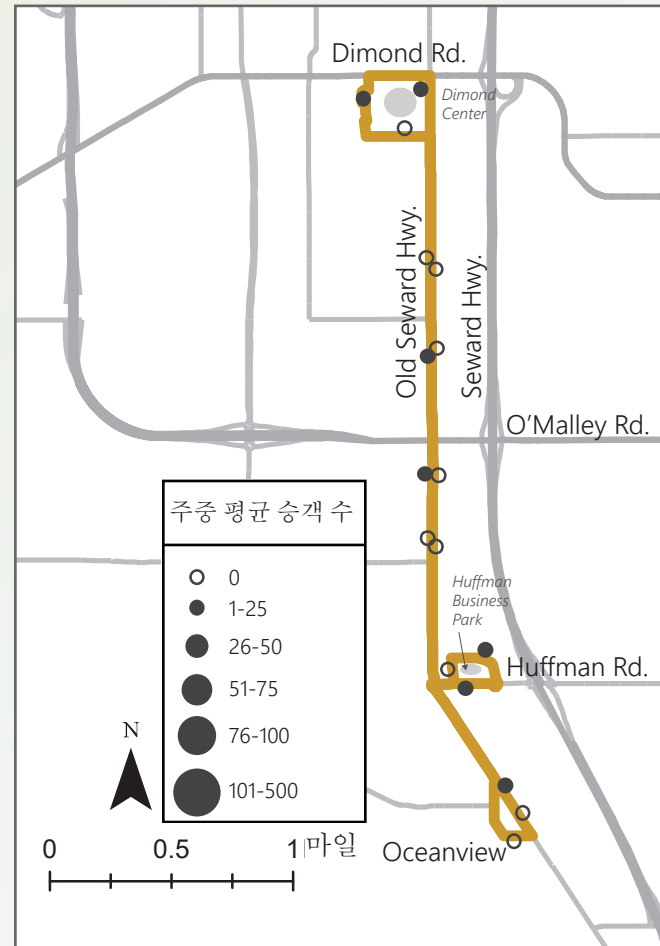 Dimond Rd.
Dimond
Center
Old Seward Hwy.
Seward Hwy.
O'Malley Rd.
주중 평균 승객 수
0
1-25
26-50
51-75
76-100
101-500
Huffman
Business
Park
Huffman Rd.
N
0 0.5 1 마일
Oceanview